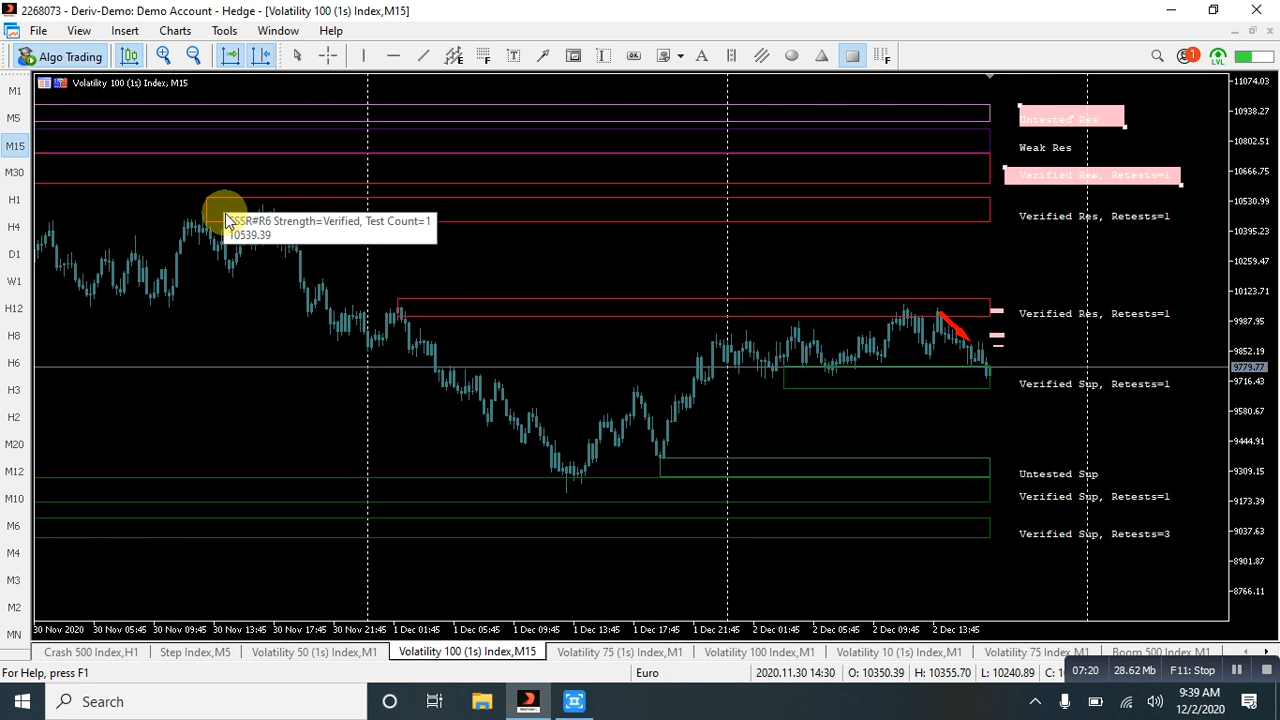 2268073 - Deriv-Demo: Demo Account - Hedge - [Volatility 100 (1s) Index,M15]
File View Insert Charts Tools Window Help
Algo Trading E F T T OK A F 1 LVL
M1
M5
M15
M30
H1
H4
D1
W1
H12
H8
H6
H3
H2
M20
M12
M10
M6
M4
M3
M2
MN
Volatility 100 (1s) Index, M15
Untested Res
Weak Res
Verified Res, Retests=1
Verified Res, Retests=1
SSSR#R6 Strength=Verified, Test Count=1
10539.39
Verified Res, Retests=1
Verified Sup, Retests=1
Untested Sup
Verified Sup, Retests=1
Verified Sup, Retests=3
11074.03
10938.27
10802.51
10666.75
10530.99
10395.23
10259.47
10123.71
9987.95
9852.19
9779.77
9716.43
9580.67
9444.91
9309.15
9173.39
9037.63
8901.87
8766.11
30 Nov 2020 30 Nov 05:45 30 Nov 09:45 30 Nov 13:45 30 Nov 17:45 30 Nov 21:45 1 Dec 01:45 1 Dec 05:45 1 Dec 09:45 1 Dec 13:45 1 Dec 17:45 1 Dec 21:45 2 Dec 01:45 2 Dec 05:45 2 Dec 09:45 2 Dec 13:45
Crash 500 Index,H1 Step Index,M5 Volatility 50 (1s) Index,M1 Volatility 100 (1s) Index,M15 Volatility 75 (1s) Index,M1 Volatility 100 Index,M1 Volatility 10 (1s) Index,M1 Volatility 75 Index,M1 Boom 500 Index,M1
For Help, press F1 Euro 2020.11.30 14:30 O: 10350.39 H: 10355.70 L: 10240.89 C: 1 07:20 28.62 MB F11: Stop
Search
9:39 AM
12/2/2020